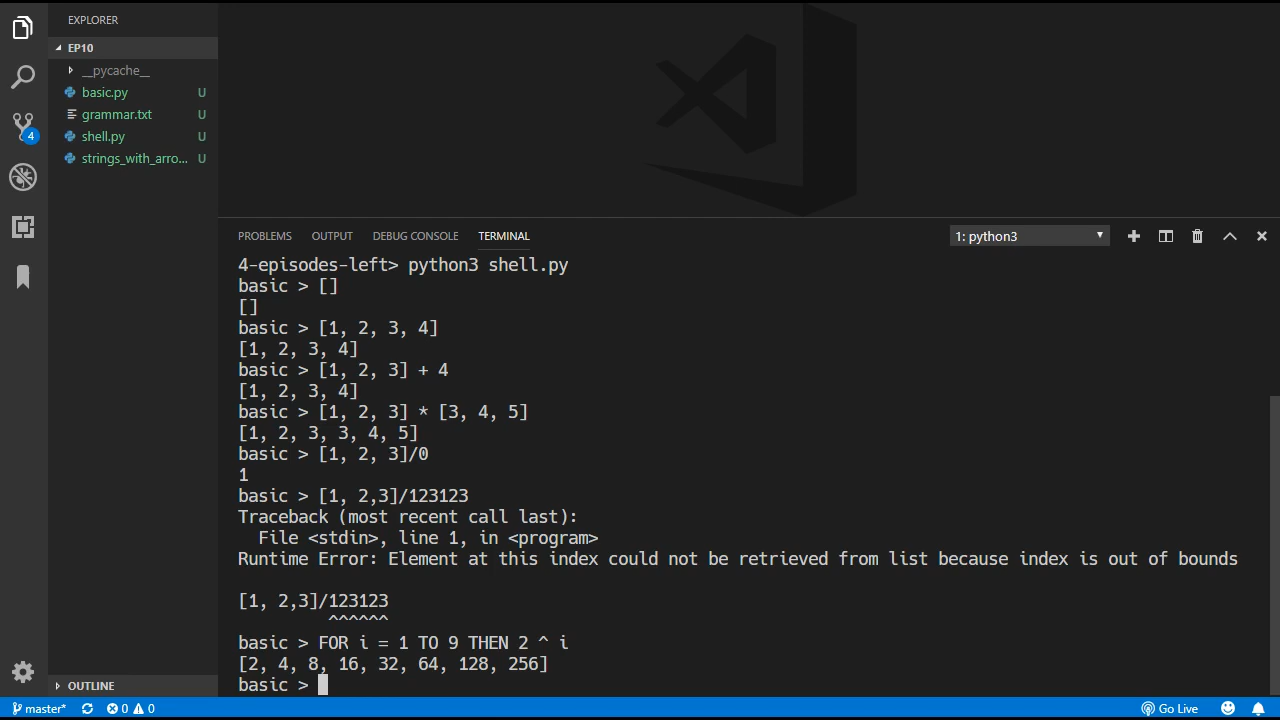 EXPLORER
EP10
__pycache__
basic.py U
grammar.txt U
shell.py U
strings_with_arro... U
4
OUTLINE
PROBLEMS OUTPUT DEBUG CONSOLE TERMINAL 1: python3
4-episodes-left> python3 shell.py
basic > []
[]
basic > [1, 2, 3, 4]
[1, 2, 3, 4]
basic > [1, 2, 3] + 4
[1, 2, 3, 4]
basic > [1, 2, 3] * [3, 4, 5]
[1, 2, 3, 3, 4, 5]
basic > [1, 2, 3]/0
1
basic > [1, 2,3]/123123
Traceback (most recent call last):
  File <stdin>, line 1, in <program>
Runtime Error: Element at this index could not be retrieved from list because index is out of bounds
[1, 2,3]/123123
         ^^^^^^
basic > FOR i = 1 TO 9 THEN 2 ^ i
[2, 4, 8, 16, 32, 64, 128, 256]
basic >
master* 0 0 Go Live